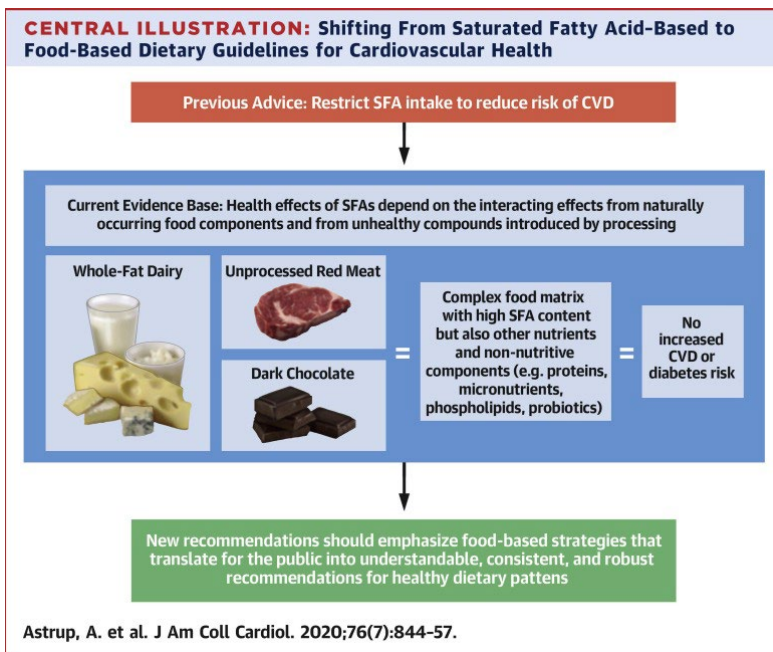 CENTRAL ILLUSTRATION: Shifting From Saturated Fatty Acid–Based to
Food-Based Dietary Guidelines for Cardiovascular Health
Previous Advice: Restrict SFA intake to reduce risk of CVD
Current Evidence Base: Health effects of SFAs depend on the interacting effects from naturally
occurring food components and from unhealthy compounds introduced by processing
Whole-Fat Dairy
Unprocessed Red Meat
Dark Chocolate
=
Complex food matrix
with high SFA content
but also other nutrients
and non-nutritive
components (e.g. proteins,
micronutrients,
phospholipids, probiotics)
=
No
increased
CVD or
diabetes risk
New recommendations should emphasize food-based strategies that
translate for the public into understandable, consistent, and robust
recommendations for healthy dietary pattens
Astrup, A. et al. J Am Coll Cardiol. 2020;76(7):844–57.